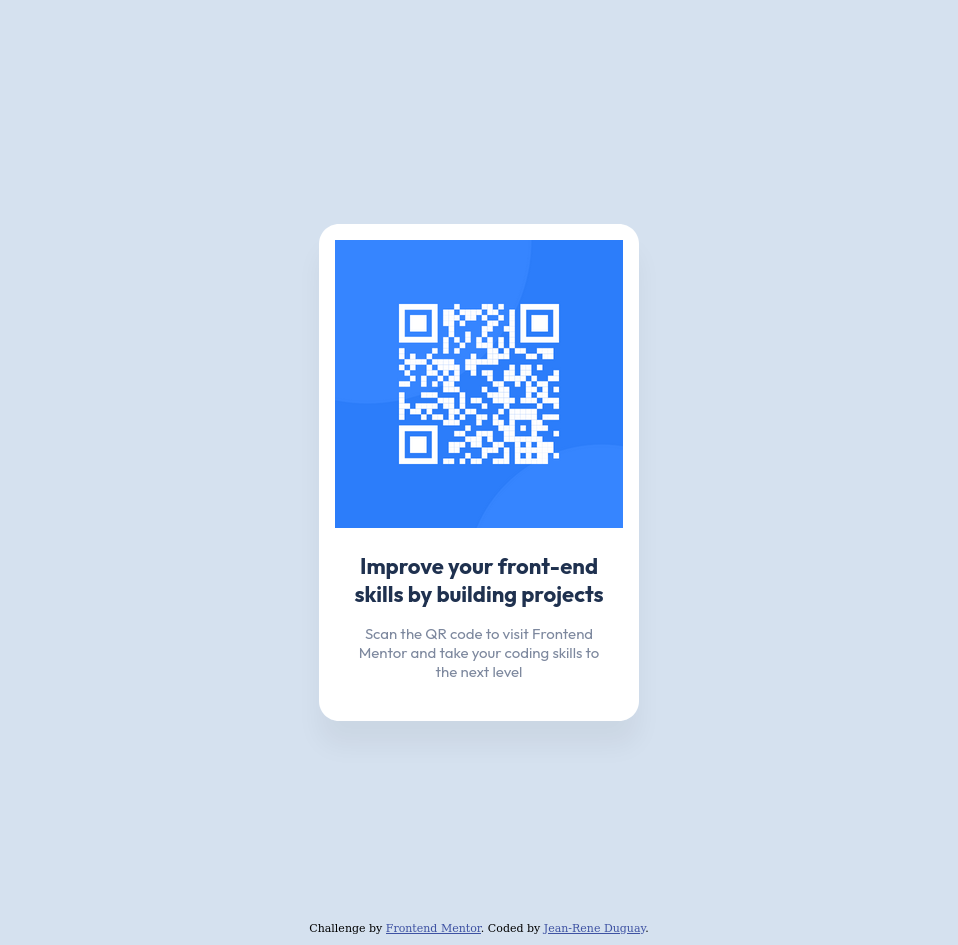 Improve your front-end
skills by building projects
Scan the QR code to visit Frontend
Mentor and take your coding skills to
the next level
Challenge by Frontend Mentor. Coded by Jean-Rene Duguay.